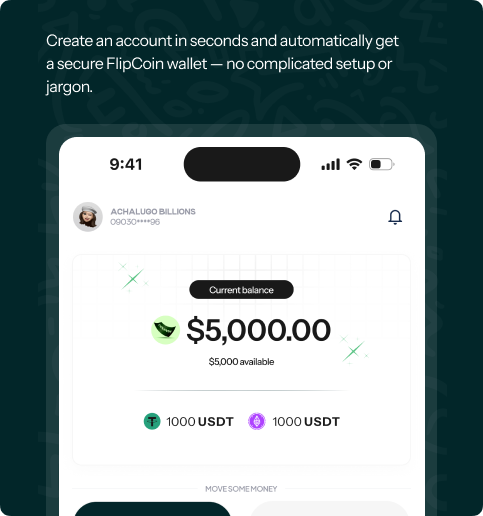 Create an account in seconds and automatically get
a secure FlipCoin wallet — no complicated setup or
jargon.
9:41
ACHALUGO BILLIONS
09030****96
Current balance
$5,000.00
$5,000 available
1000 USDT 1000 USDT
MOVE SOME MONEY